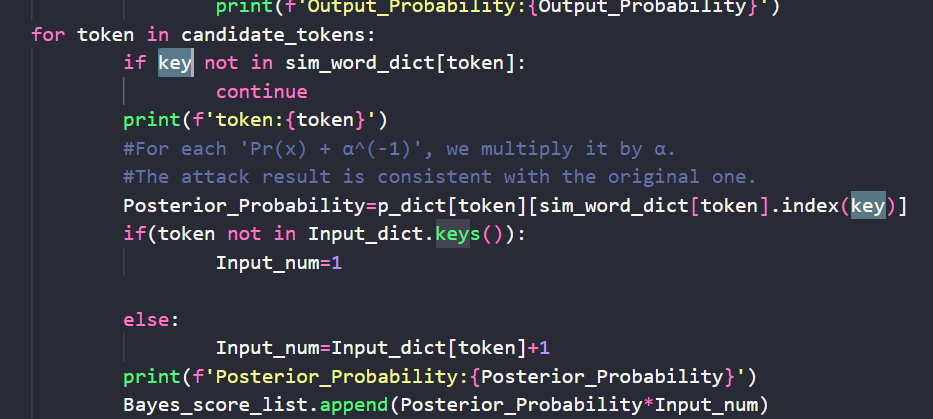 print(f'Output_Probability:{Output_Probability}')
for token in candidate_tokens:
if key not in sim_word_dict[token]:
continue
print(f'token:{token}')
#For each 'Pr(x) + α^(-1)', we multiply it by α.
#The attack result is consistent with the original one.
Posterior_Probability=p_dict[token][sim_word_dict[token].index(key)]
if(token not in Input_dict.keys()):
Input_num=1
else:
Input_num=Input_dict[token]+1
print(f'Posterior_Probability:{Posterior_Probability}')
Bayes_score_list.append(Posterior_Probability*Input_num)